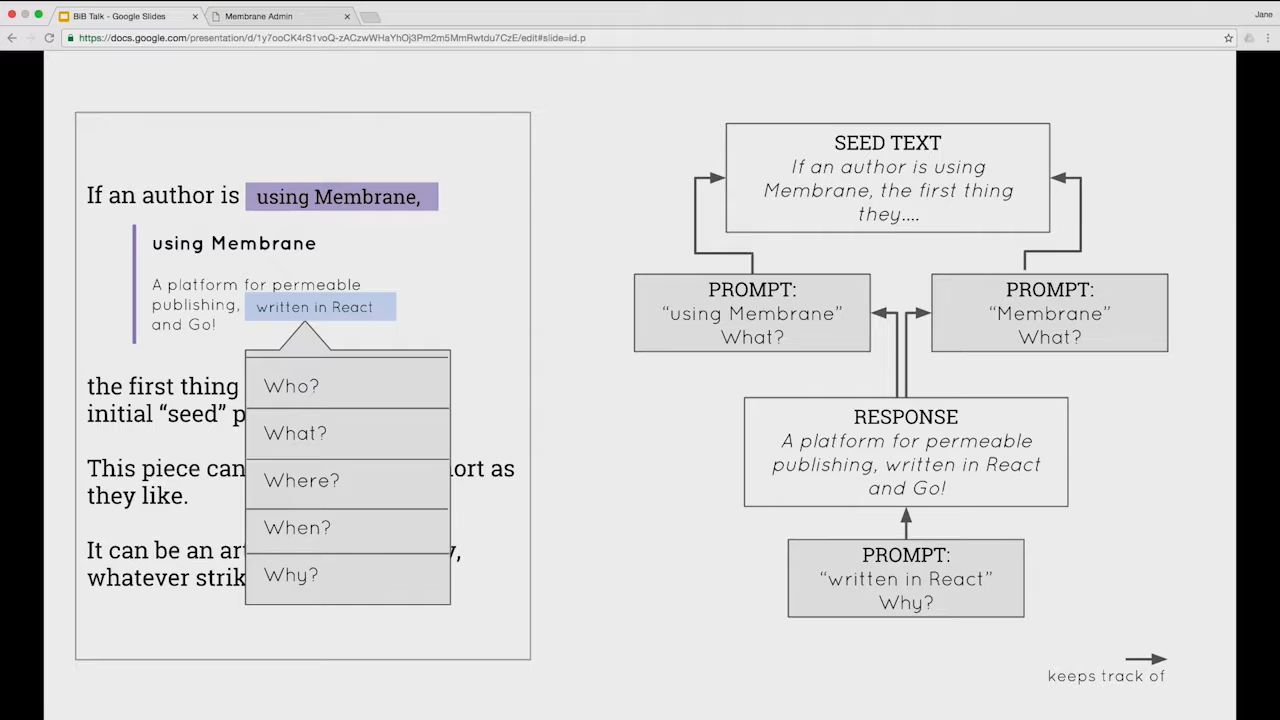 BiB Talk - Google Slides
Membrane Admin
Jane
https://docs.google.com/presentation/d/1y7ooCK4rS1voQ-zACzwWHaYhOj3Pm2m5MmRwtdu7CzE/edit#slide=id.p
If an author is using Membrane,
using Membrane
A platform for permeable
publishing, written in React
and Go!
the first thing
initial “seed” p
This piece can ort as
they like.
It can be an art y,
whatever strik
Who?
What?
Where?
When?
Why?
SEED TEXT
If an author is using
Membrane, the first thing
they....
PROMPT:
“using Membrane”
What?
PROMPT:
“Membrane”
What?
RESPONSE
A platform for permeable
publishing, written in React
and Go!
PROMPT:
“written in React”
Why?
keeps track of